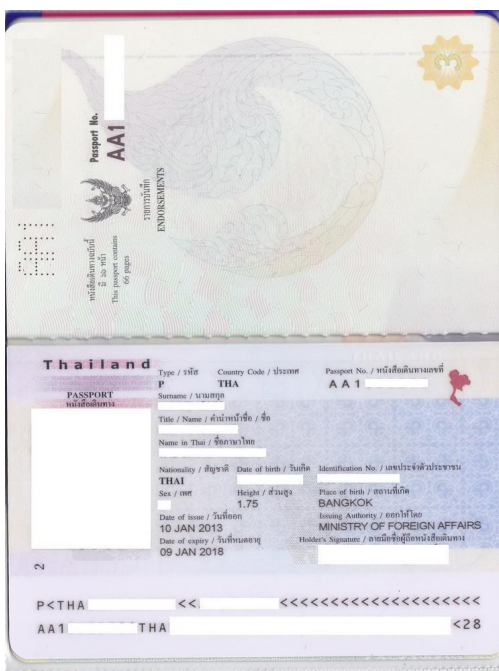 Passport No.
AA1
รายการบันทึก
ENDORSEMENTS
หนังสือเดินทางฉบับนี้
มี ๖๖ หน้า
This passport contains
66 pages
Thailand
PASSPORT
หนังสือเดินทาง
Type / รหัส Country Code / ประเทศ Passport No. / หนังสือเดินทางเลขที่
P THA AA1
Surname / นามสกุล
Title / Name / คำนำหน้าชื่อ / ชื่อ
Name in Thai / ชื่อภาษาไทย
Nationality / สัญชาติ Date of birth / วันเกิด Identification No. / เลขประจำตัวประชาชน
THAI
Sex / เพศ Height / ส่วนสูง Place of birth / สถานที่เกิด
1.75 BANGKOK
Date of issue / วันที่ออก Issuing Authority / ออกให้โดย
10 JAN 2013 MINISTRY OF FOREIGN AFFAIRS
Date of expiry / วันที่หมดอายุ Holder's Signature / ลายมือชื่อผู้ถือหนังสือเดินทาง
09 JAN 2018
2
P<THA << <<<<<<<<<<<<<<<<<<<<
AA1 THA <28